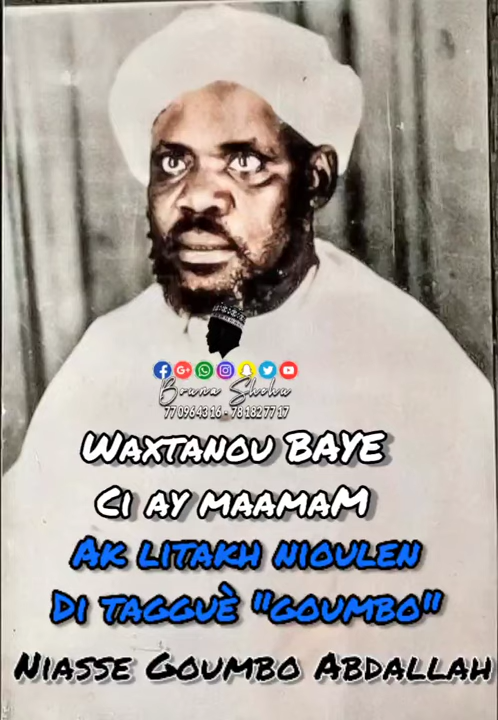 Bruna Shehu
77 096 43 16 - 78 182 77 17
WAXTANOU BAYE
CI AY MAAMAM
AK LITAKH NIOULEN
DI TAGGUÈ "GOUMBO"
NIASSE GOUMBO ABDALLAH